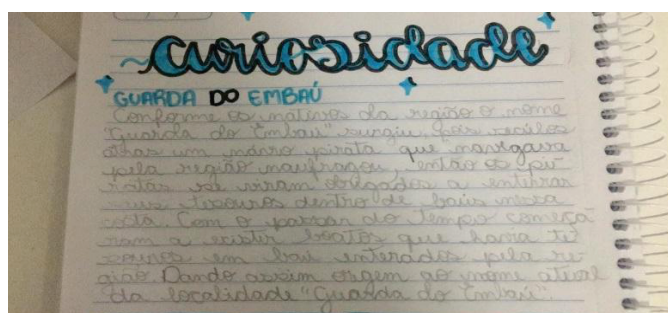 ~curiosidade
GUARDA DO EMBAÚ
Conforme os nativos da região o nome
"Guarda do Embaú" surgiu, pois séculos
atras um navio pirata que navegava
pela região naufragou, então os pi-
ratas se viram obrigados a enterrar
seus tesouros dentro de baús nessa
costa. Com o passar do tempo começa
ram a existir boatos que havia te
souros em baú enterados pela re-
gião. Dando assim origem ao nome atual
da localidade "Guarda do Embaú".